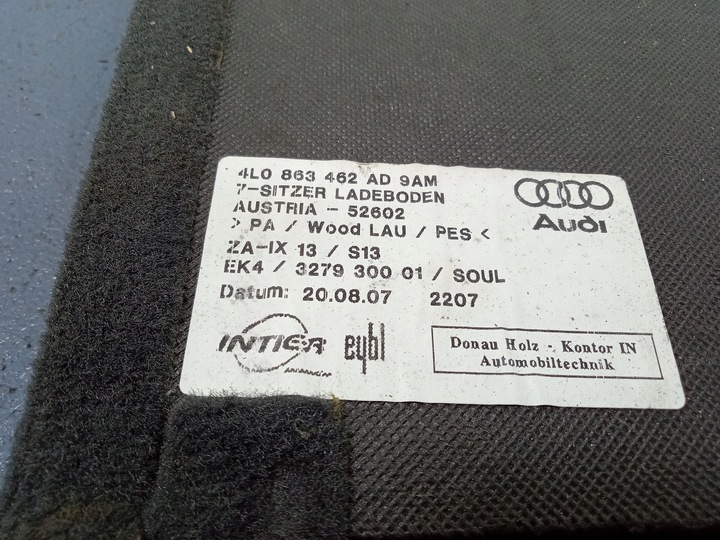 4L0 863 462 AD 9AM
7-SITZER LADEBODEN
AUSTRIA - 52602
> PA / Wood LAU / PES <
ZA-IX 13 / S13
EK4 / 3279 300 01 / SOUL
Datum: 20.08.07 2207
Audi
INTIER
eybl
Donau Holz - Kontor IN
Automobiltechnik